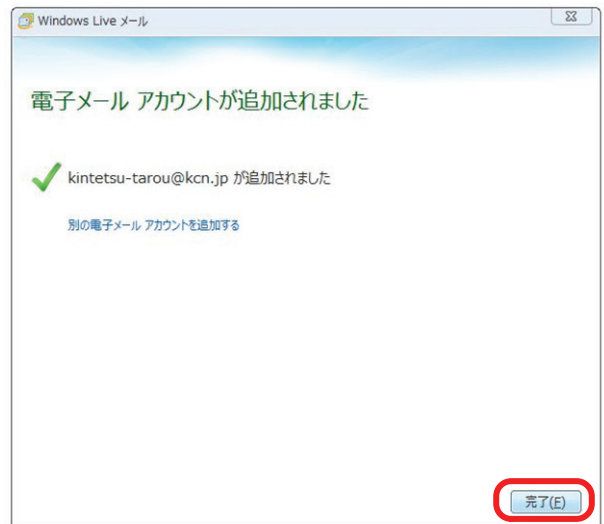 Windows Live メール
電子メール アカウントが追加されました
kintetsu-tarou@kcn.jp が追加されました
別の電子メール アカウントを追加する
完了(F)